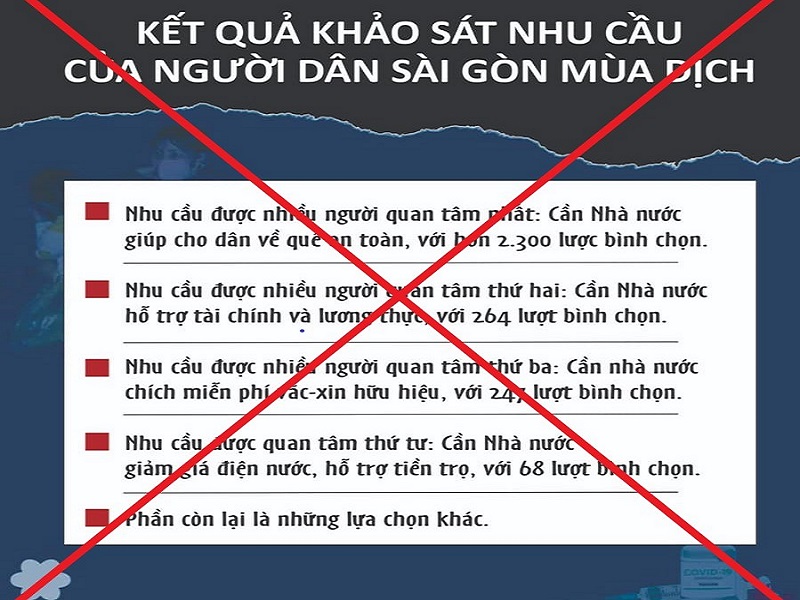 KẾT QUẢ KHẢO SÁT NHU CẦU
CỦA NGƯỜI DÂN SÀI GÒN MÙA DỊCH
Nhu cầu được nhiều người quan tâm nhất: Cần Nhà nước
giúp cho dân về quê an toàn, với hơn 2.300 lược bình chọn.
Nhu cầu được nhiều người quan tâm thứ hai: Cần Nhà nước
hỗ trợ tài chính và lương thực, với 264 lượt bình chọn.
Nhu cầu được nhiều người quan tâm thứ ba: Cần nhà nước
chích miễn phí vắc-xin hữu hiệu, với 247 lượt bình chọn.
Nhu cầu được quan tâm thứ tư: Cần Nhà nước
giảm giá điện nước, hỗ trợ tiền trọ, với 68 lượt bình chọn.
Phần còn lại là những lựa chọn khác.
COVID-19